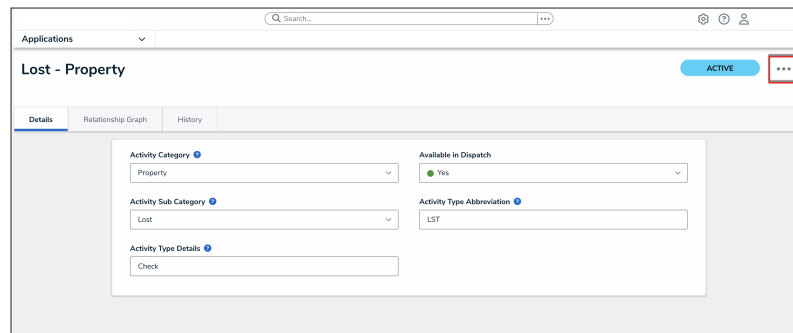 Search...
Applications
Lost - Property
ACTIVE
Details Relationship Graph History
Activity Category Available in Dispatch
Property Yes
Activity Sub Category Activity Type Abbreviation
Lost LST
Activity Type Details
Check